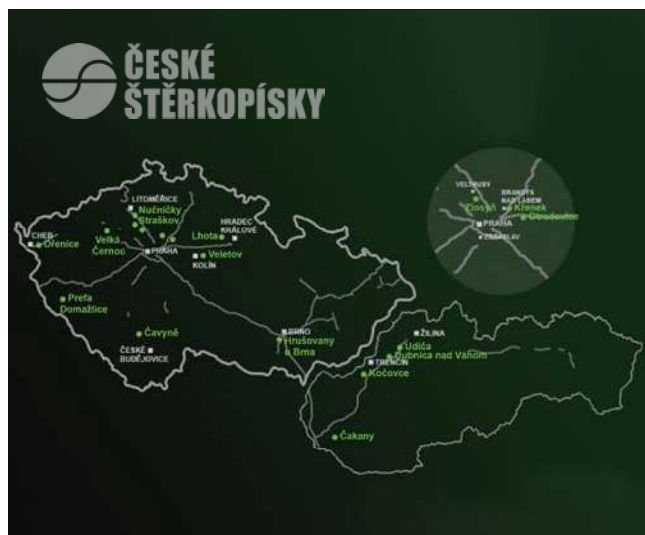 ČESKÉ
ŠTĚRKOPÍSKY
VELTRUSY
BRANDÝS
NAD LABEM
Zlosyň
Křenek
Otradovice
PRAHA
ZBRASLAV
LITOMĚŘICE
Nučničky
Straškov
HRADEC
KRÁLOVÉ
Lhota
CHEB
Dřenice
Velká
Černoc
PRAHA
Veletov
KOLÍN
Prefa
Domažlice
Čavyně
ČESKÉ
BUDĚJOVICE
BRNO
Hrušovany
u Brna
ŽILINA
Udiča
Dubnica nad Váhom
TRENČÍN
Kočovce
Čakany